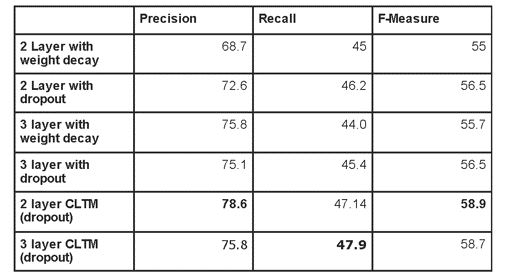 Precision Recall F-Measure
2 Layer with weight decay 68.7 45 55
2 Layer with dropout 72.6 46.2 56.5
3 layer with weight decay 75.8 44.0 55.7
3 layer with dropout 75.1 45.4 56.5
2 layer CLTM (dropout) 78.6 47.14 58.9
3 layer CLTM (dropout) 75.8 47.9 58.7